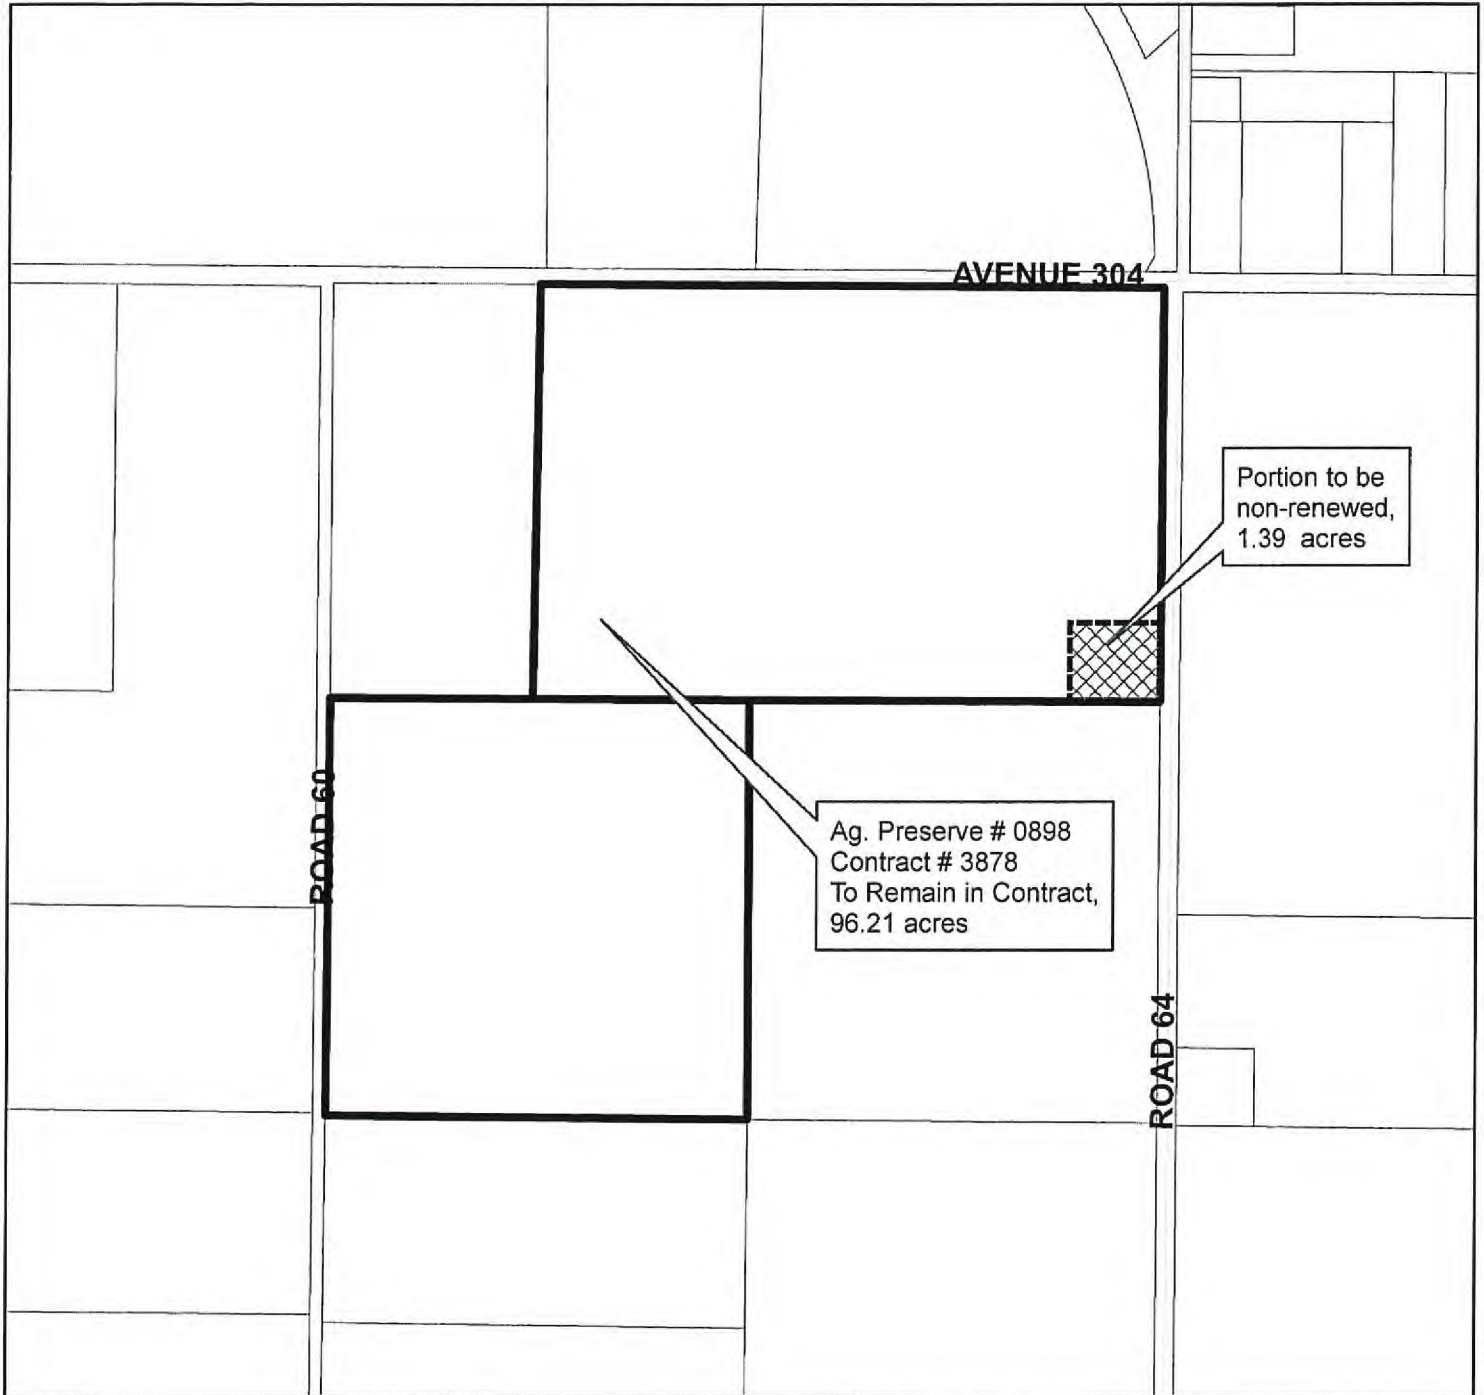 AVENUE 304
Portion to be
non-renewed,
1.39 acres
ROAD 60
Ag. Preserve # 0898
Contract # 3878
To Remain in Contract,
96.21 acres
ROAD 64